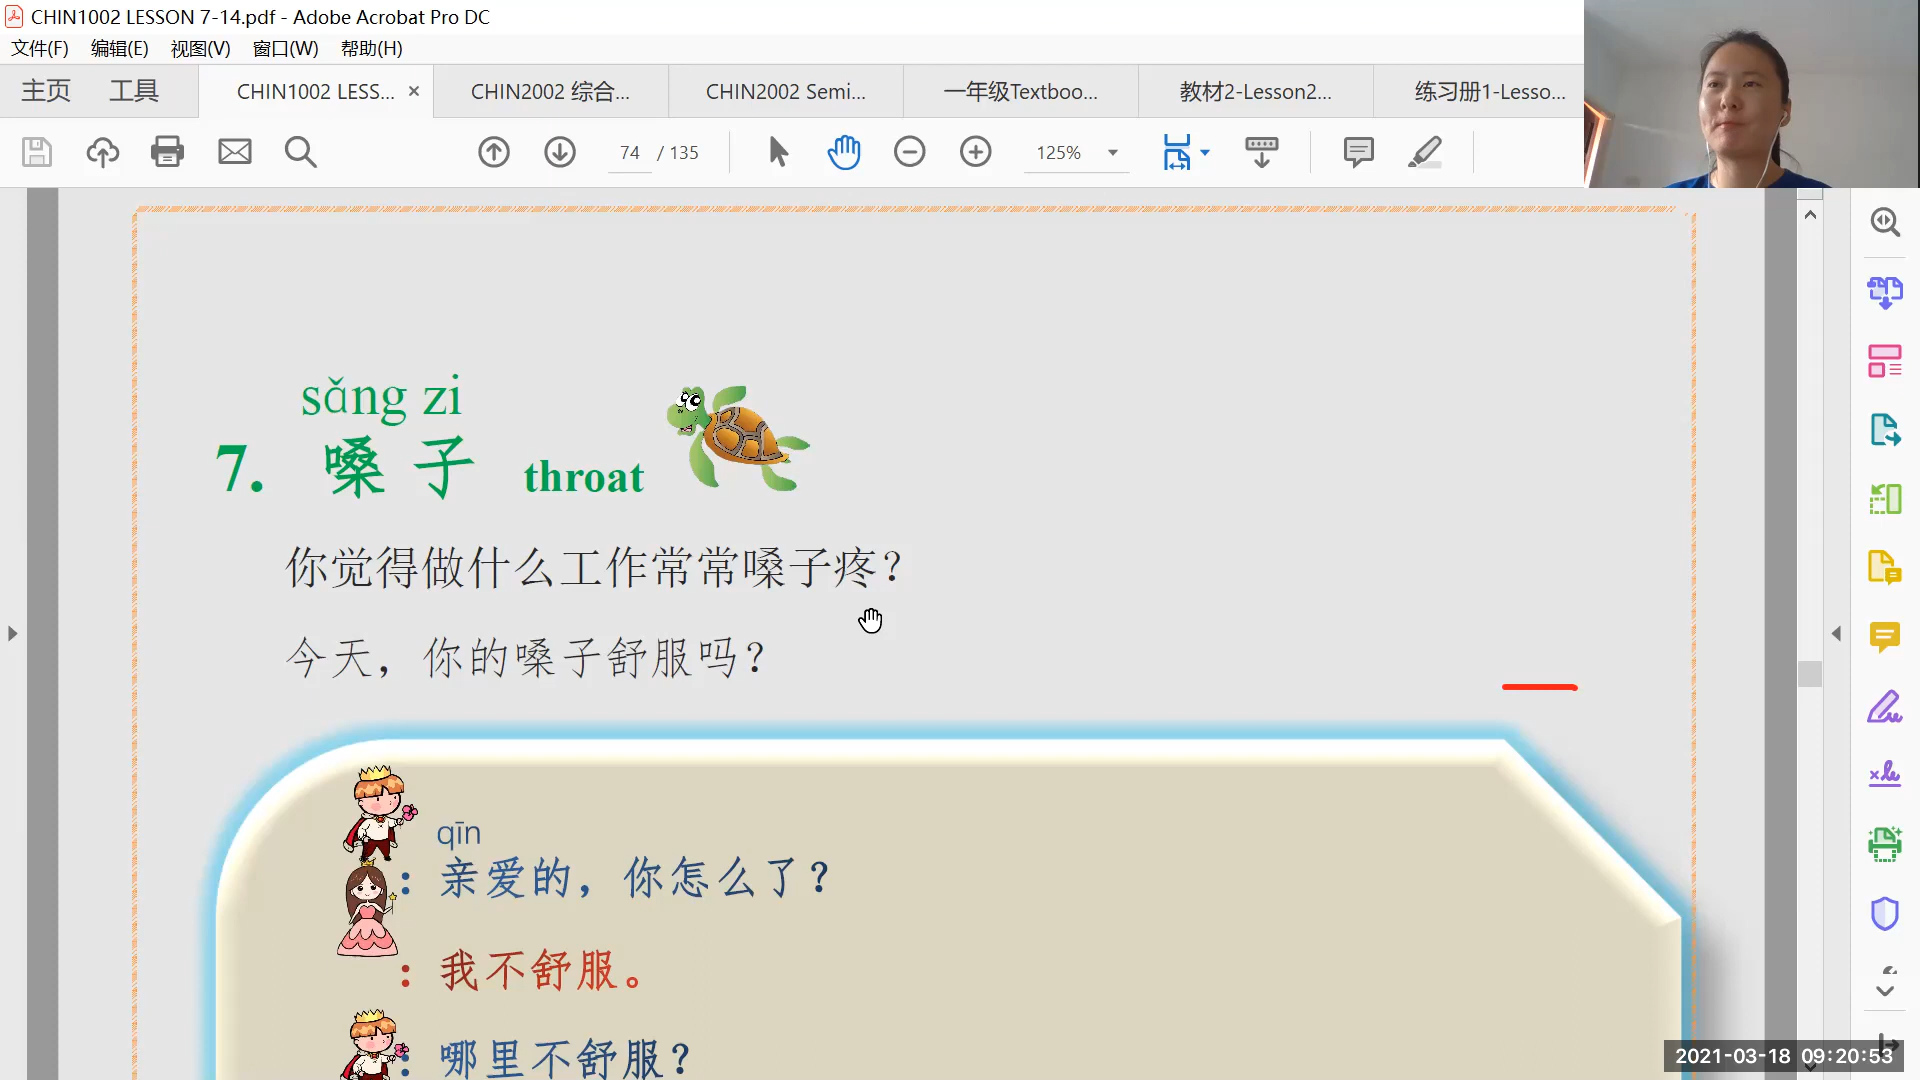 CHIN1002 LESSON 7-14.pdf - Adobe Acrobat Pro DC
文件(F) 编辑(E) 视图(V) 窗口(W) 帮助(H)
主页 工具 CHIN1002 LESS... × CHIN2002 综合... CHIN2002 Semi... 一年级Textboo... 教材2-Lesson2... 练习册1-Lesso...
74 / 135 125%
sǎng zi
7. 嗓 子 throat
你觉得做什么工作常常嗓子疼？
今天，你的嗓子舒服吗？
qīn
：亲爱的，你怎么了？
：我不舒服。
：哪里不舒服？
2021-03-18 09:20:53